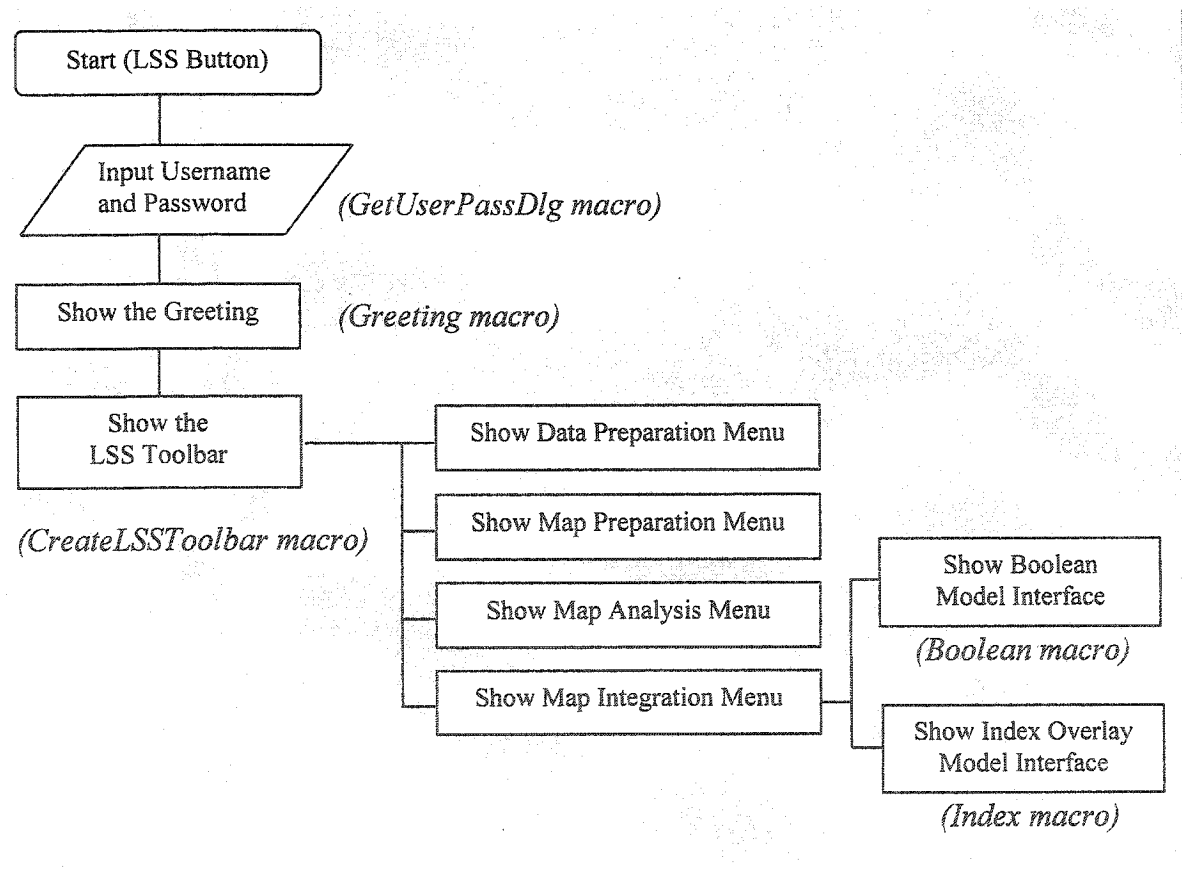 Start (LSS Button)
Input Username
and Password
(GetUserPassDlg macro)
Show the Greeting
(Greeting macro)
Show the
LSS Toolbar
(CreateLSSToolbar macro)
Show Data Preparation Menu
Show Map Preparation Menu
Show Map Analysis Menu
Show Map Integration Menu
Show Boolean
Model Interface
(Boolean macro)
Show Index Overlay
Model Interface
(Index macro)